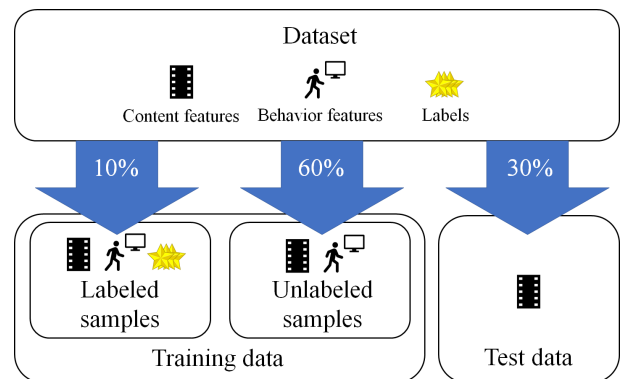 Dataset
Content features Behavior features Labels
10% 60% 30%
Labeled Unlabeled
samples samples
Training data Test data